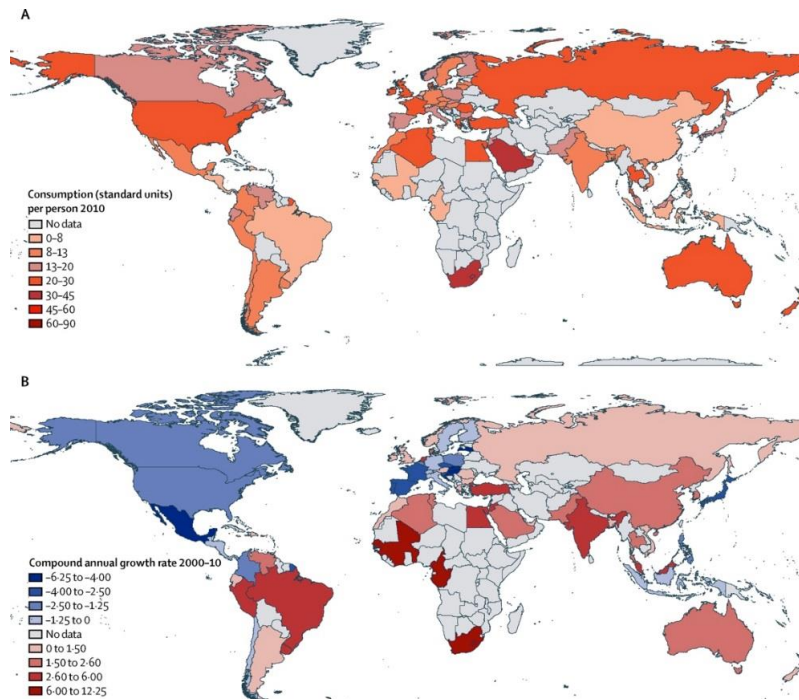 A
Consumption (standard units)
per person 2010
No data
0–8
8–13
13–20
20–30
30–45
45–60
60–90
B
Compound annual growth rate 2000–10
–6·25 to –4·00
–4·00 to –2·50
–2·50 to –1·25
–1·25 to 0
No data
0 to 1·50
1·50 to 2·60
2·60 to 6·00
6·00 to 12·25